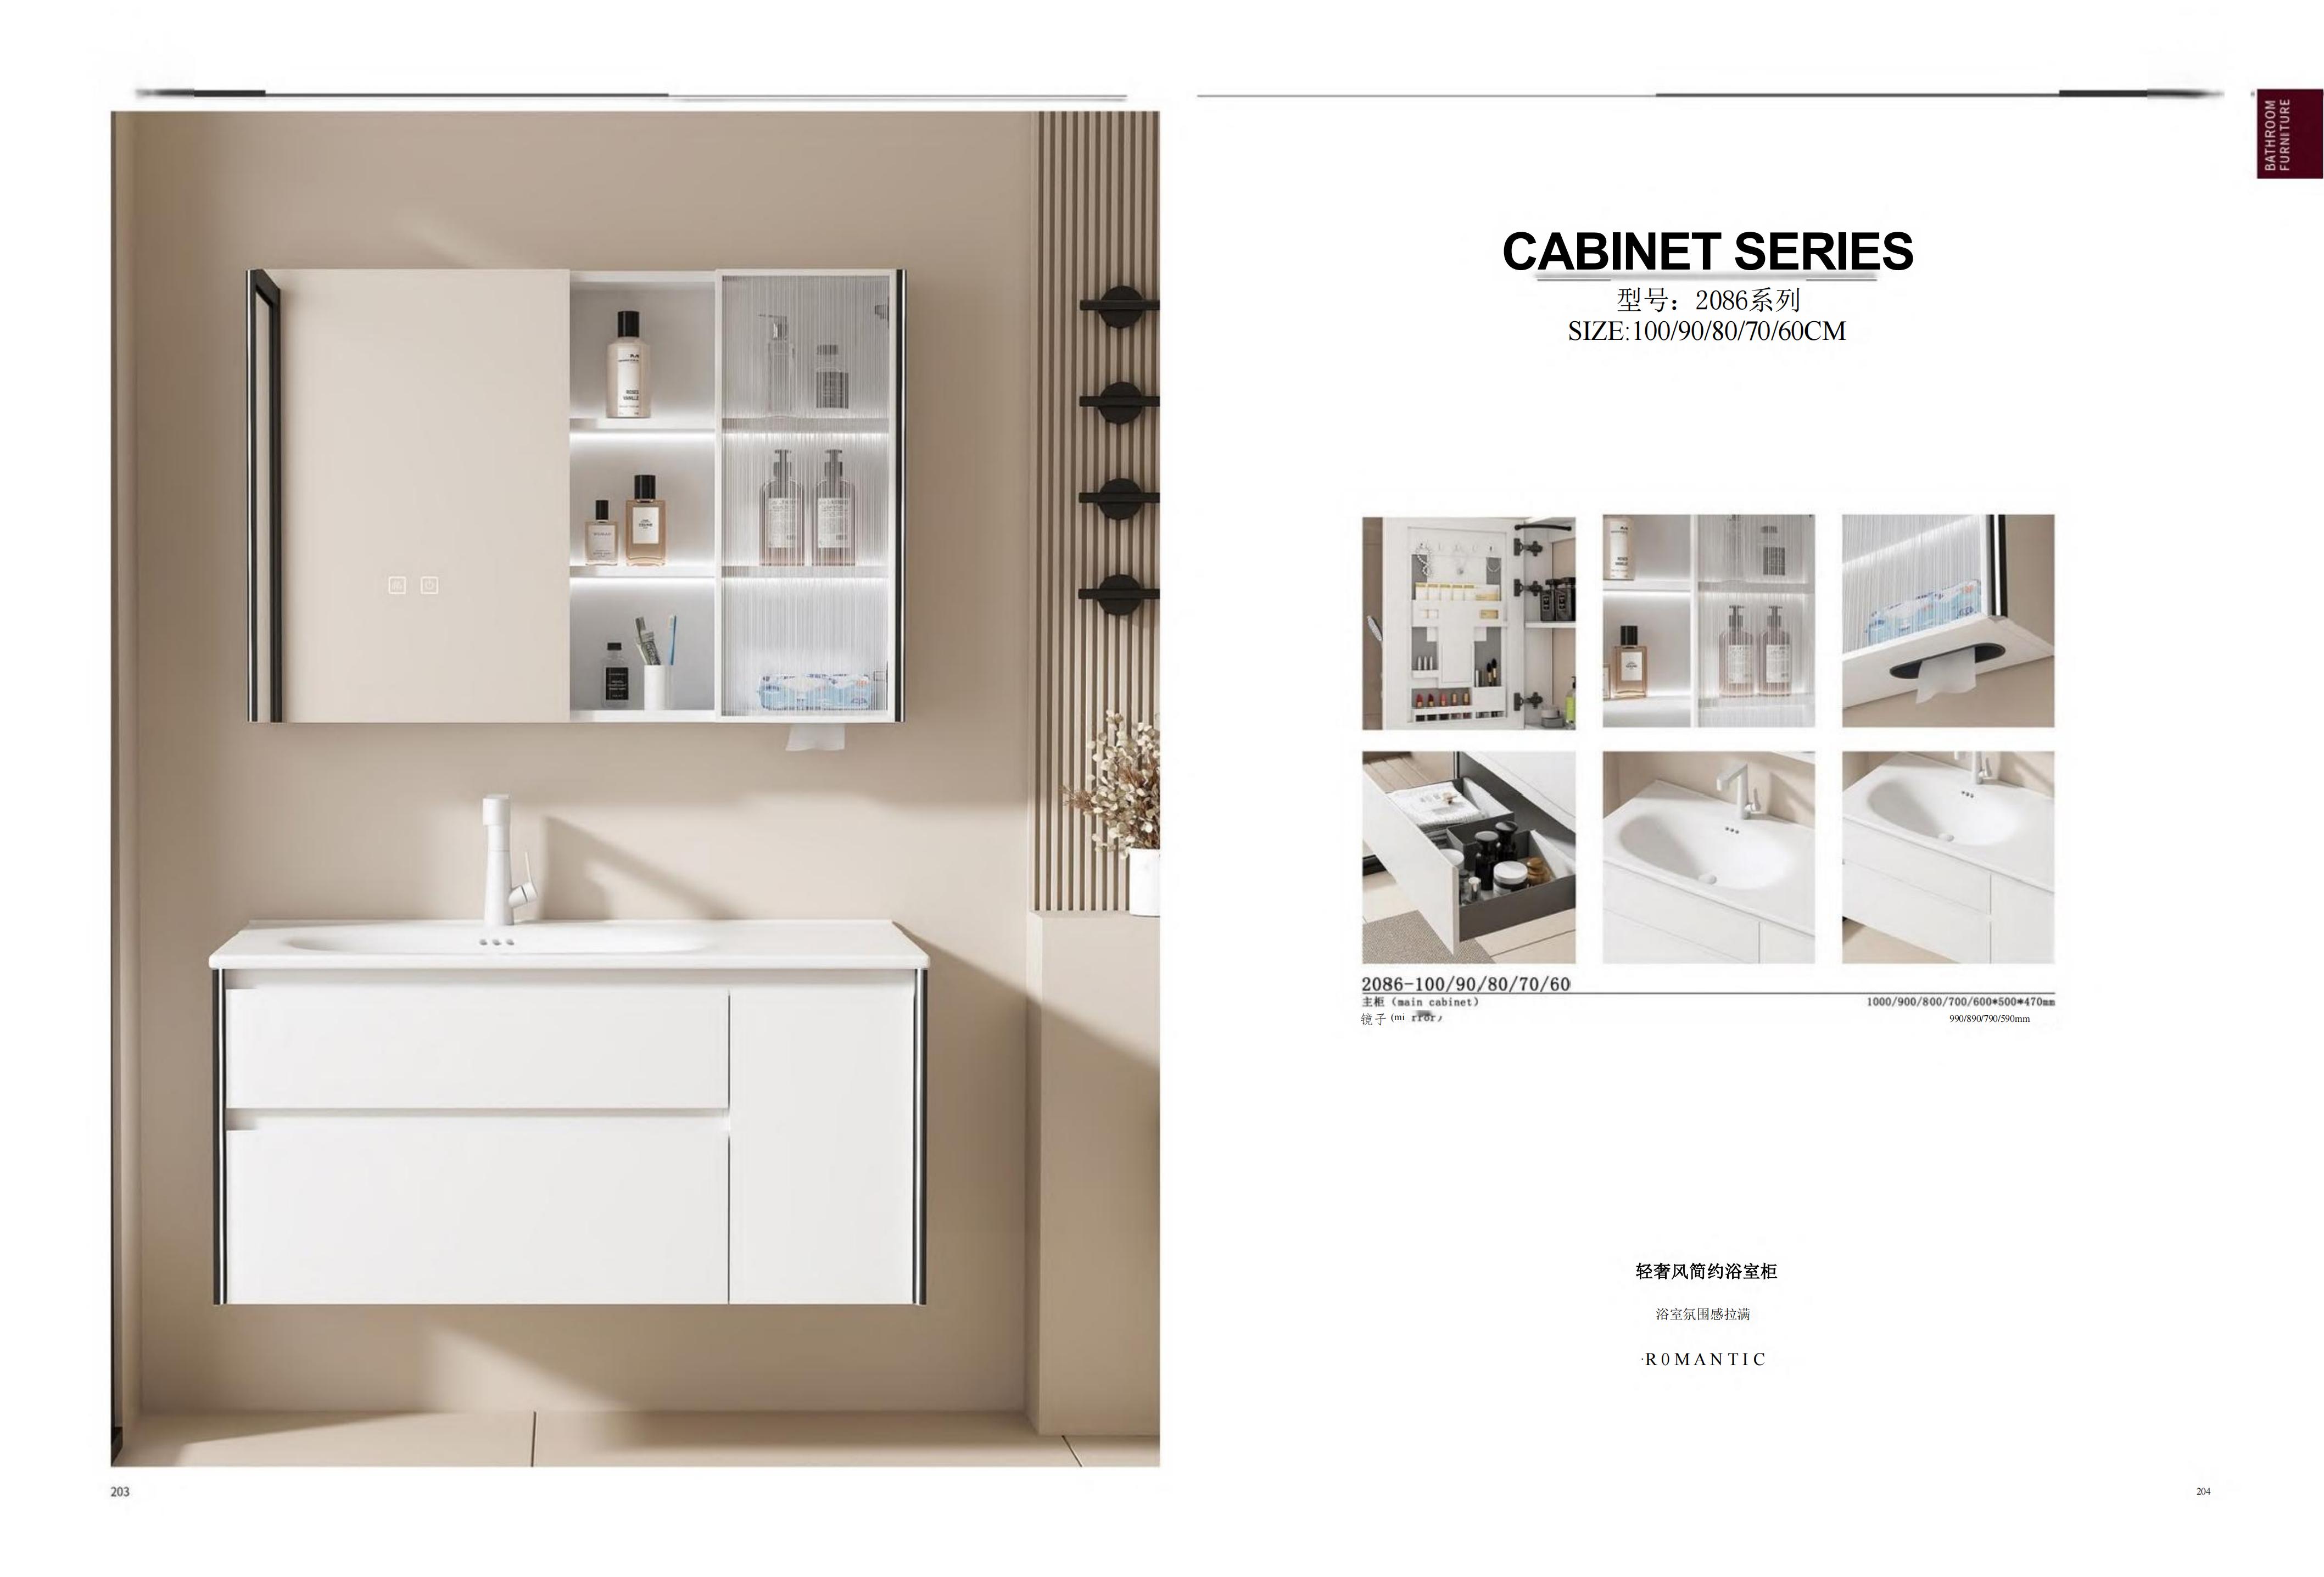 BATHROOM
FURNITURE
CABINET SERIES
型号：2086系列
SIZE:100/90/80/70/60CM
2086-100/90/80/70/60
主柜 (main cabinet)
1000/900/800/700/600*500*470mm
镜子 (mi rror)
990/890/790/590mm
轻奢风简约浴室柜
浴室氛围感拉满
·R0MANTIC
203
204